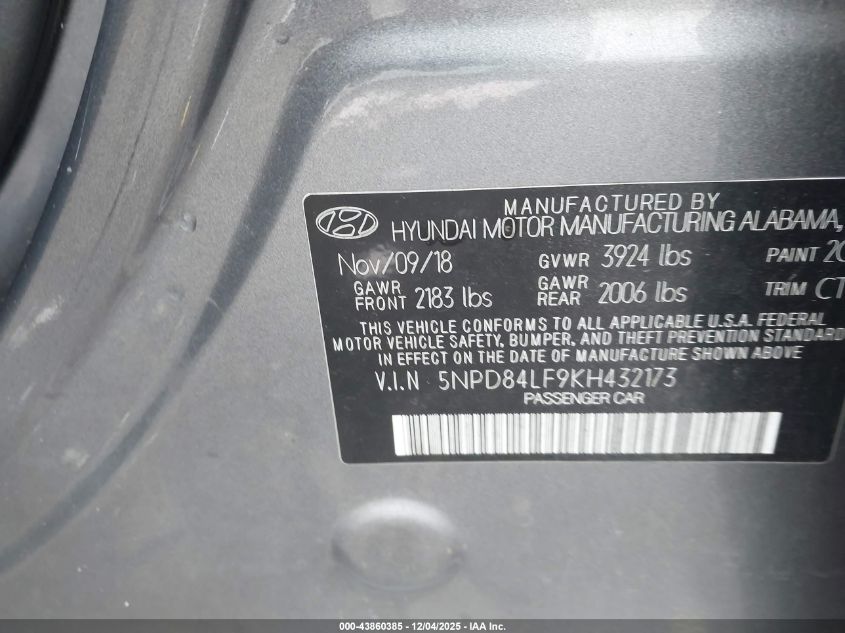 MANUFACTURED BY
HYUNDAI MOTOR MANUFACTURING ALABAMA,
Nov/09/18 GVWR 3924 lbs PAINT
GAWR FRONT 2183 lbs GAWR REAR 2006 lbs TRIM
THIS VEHICLE CONFORMS TO ALL APPLICABLE U.S.A. FEDERAL
MOTOR VEHICLE SAFETY, BUMPER, AND THEFT PREVENTION STANDARD
IN EFFECT ON THE DATE OF MANUFACTURE SHOWN ABOVE.
V.I.N 5NPD84LF9KH432173
PASSENGER CAR
000-43860385 - 12/04/2025 - IAA Inc.